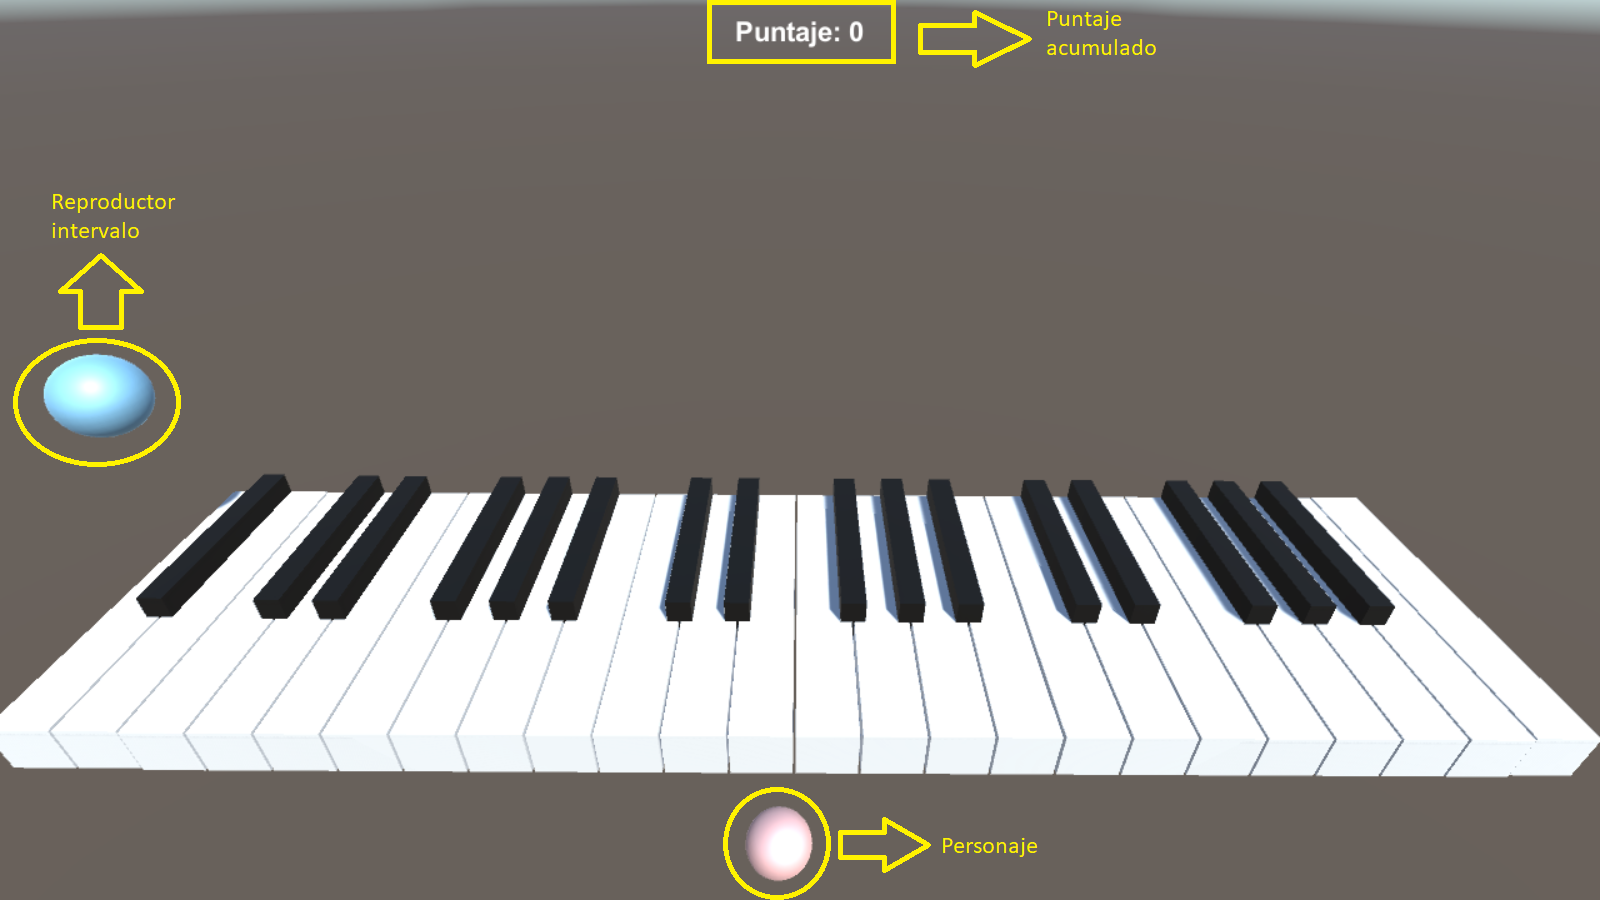 Puntaje: 0
Puntaje
acumulado
Reproductor
intervalo
Personaje